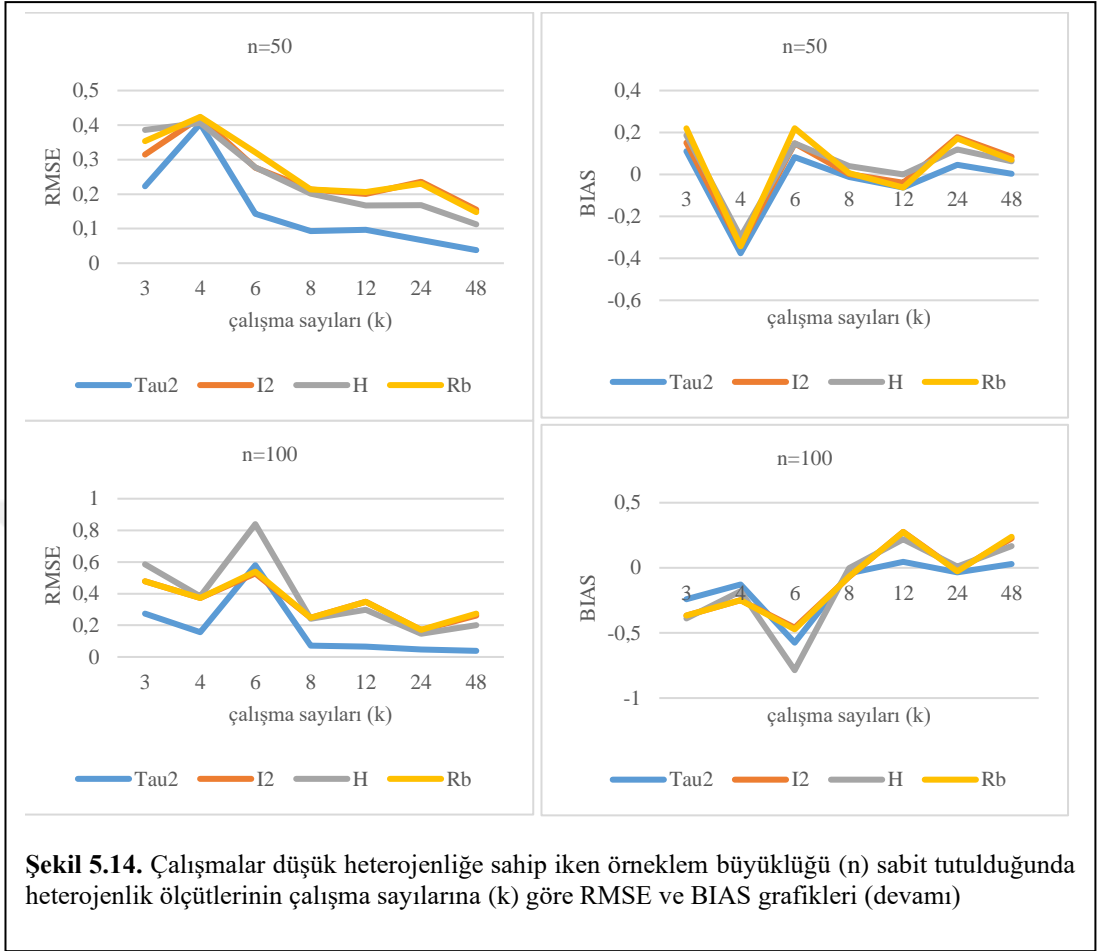 n=50
RMSE
0,5
0,4
0,3
0,2
0,1
0
3 4 6 8 12 24 48
çalışma sayıları (k)
Tau2 I2 H Rb
n=50
BIAS
0,4
0,2
0
-0,2
-0,4
-0,6
3 4 6 8 12 24 48
çalışma sayıları (k)
Tau2 I2 H Rb
n=100
RMSE
1
0,8
0,6
0,4
0,2
0
3 4 6 8 12 24 48
çalışma sayıları (k)
Tau2 I2 H Rb
n=100
BIAS
0,5
0
-0,5
-1
3 4 6 8 12 24 48
çalışma sayıları (k)
Tau2 I2 H Rb
Şekil 5.14. Çalışmalar düşük heterojenliğe sahip iken örneklem büyüklüğü (n) sabit tutulduğunda
heterojenlik ölçütlerinin çalışma sayılarına (k) göre RMSE ve BIAS grafikleri (devamı)